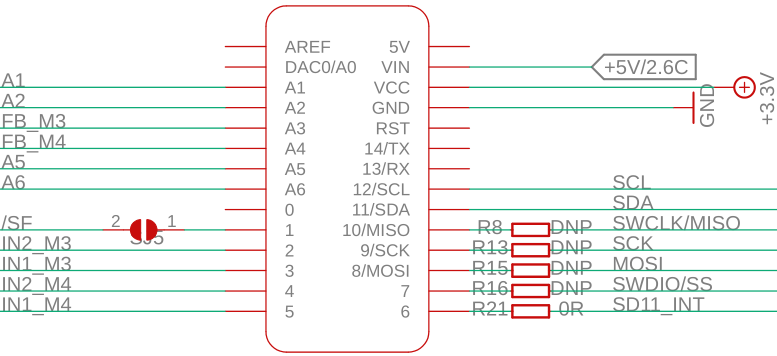 AREF 5V
DAC0/A0 VIN +5V/2.6C
A1 A1 VCC +3.3V
A2 A2 GND GND
FB_M3 A3 RST
FB_M4 A4 14/TX
A5 A5 13/RX
A6 A6 12/SCL SCL
0 11/SDA SDA
/SF 2 1 SJ5 1 10/MISO R8 DNP SWCLK/MISO
IN2_M3 2 9/SCK R13 DNP SCK
IN1_M3 3 8/MOSI R15 DNP MOSI
IN2_M4 4 7 R16 DNP SWDIO/SS
IN1_M4 5 6 R21 0R SD11_INT